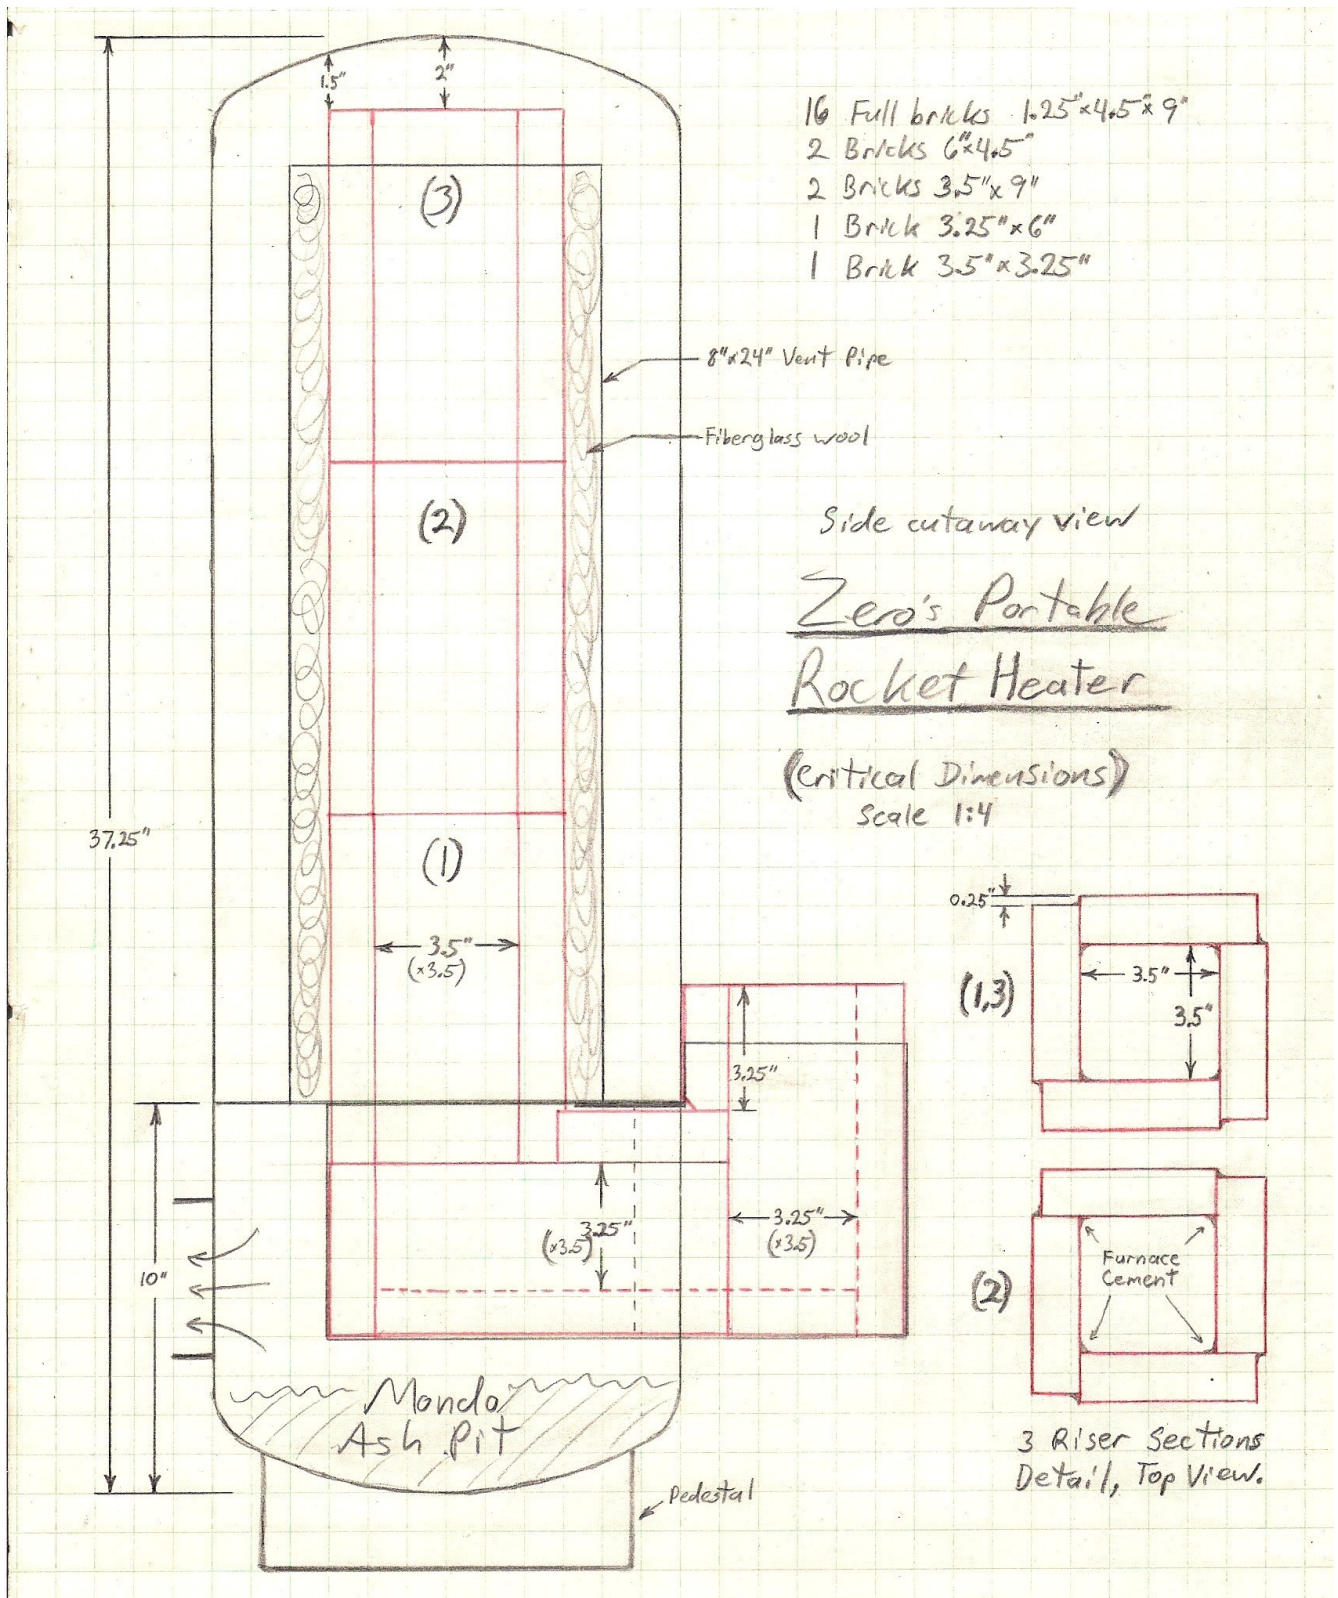 1.5"
2"
16 Full bricks 1.25"x4.5"x9"
2 Bricks 6"x4.5"
2 Bricks 3.5"x9"
1 Brick 3.25"x6"
1 Brick 3.5"x3.25"
(3)
8"x24" Vent Pipe
Fiberglass wool
(2)
Side cutaway view
Zero's Portable
Rocket Heater
(Critical Dimensions)
Scale 1:4
37.25"
(1)
3.5"
(x3.5)
0.25"
(1,3)
3.5"
3.5"
3.25"
3.25"
(x3.5)
3.25"
(x3.5)
10"
(2)
Furnace
Cement
Mondo
Ash Pit
3 Riser Sections
Detail, Top View.
Pedestal